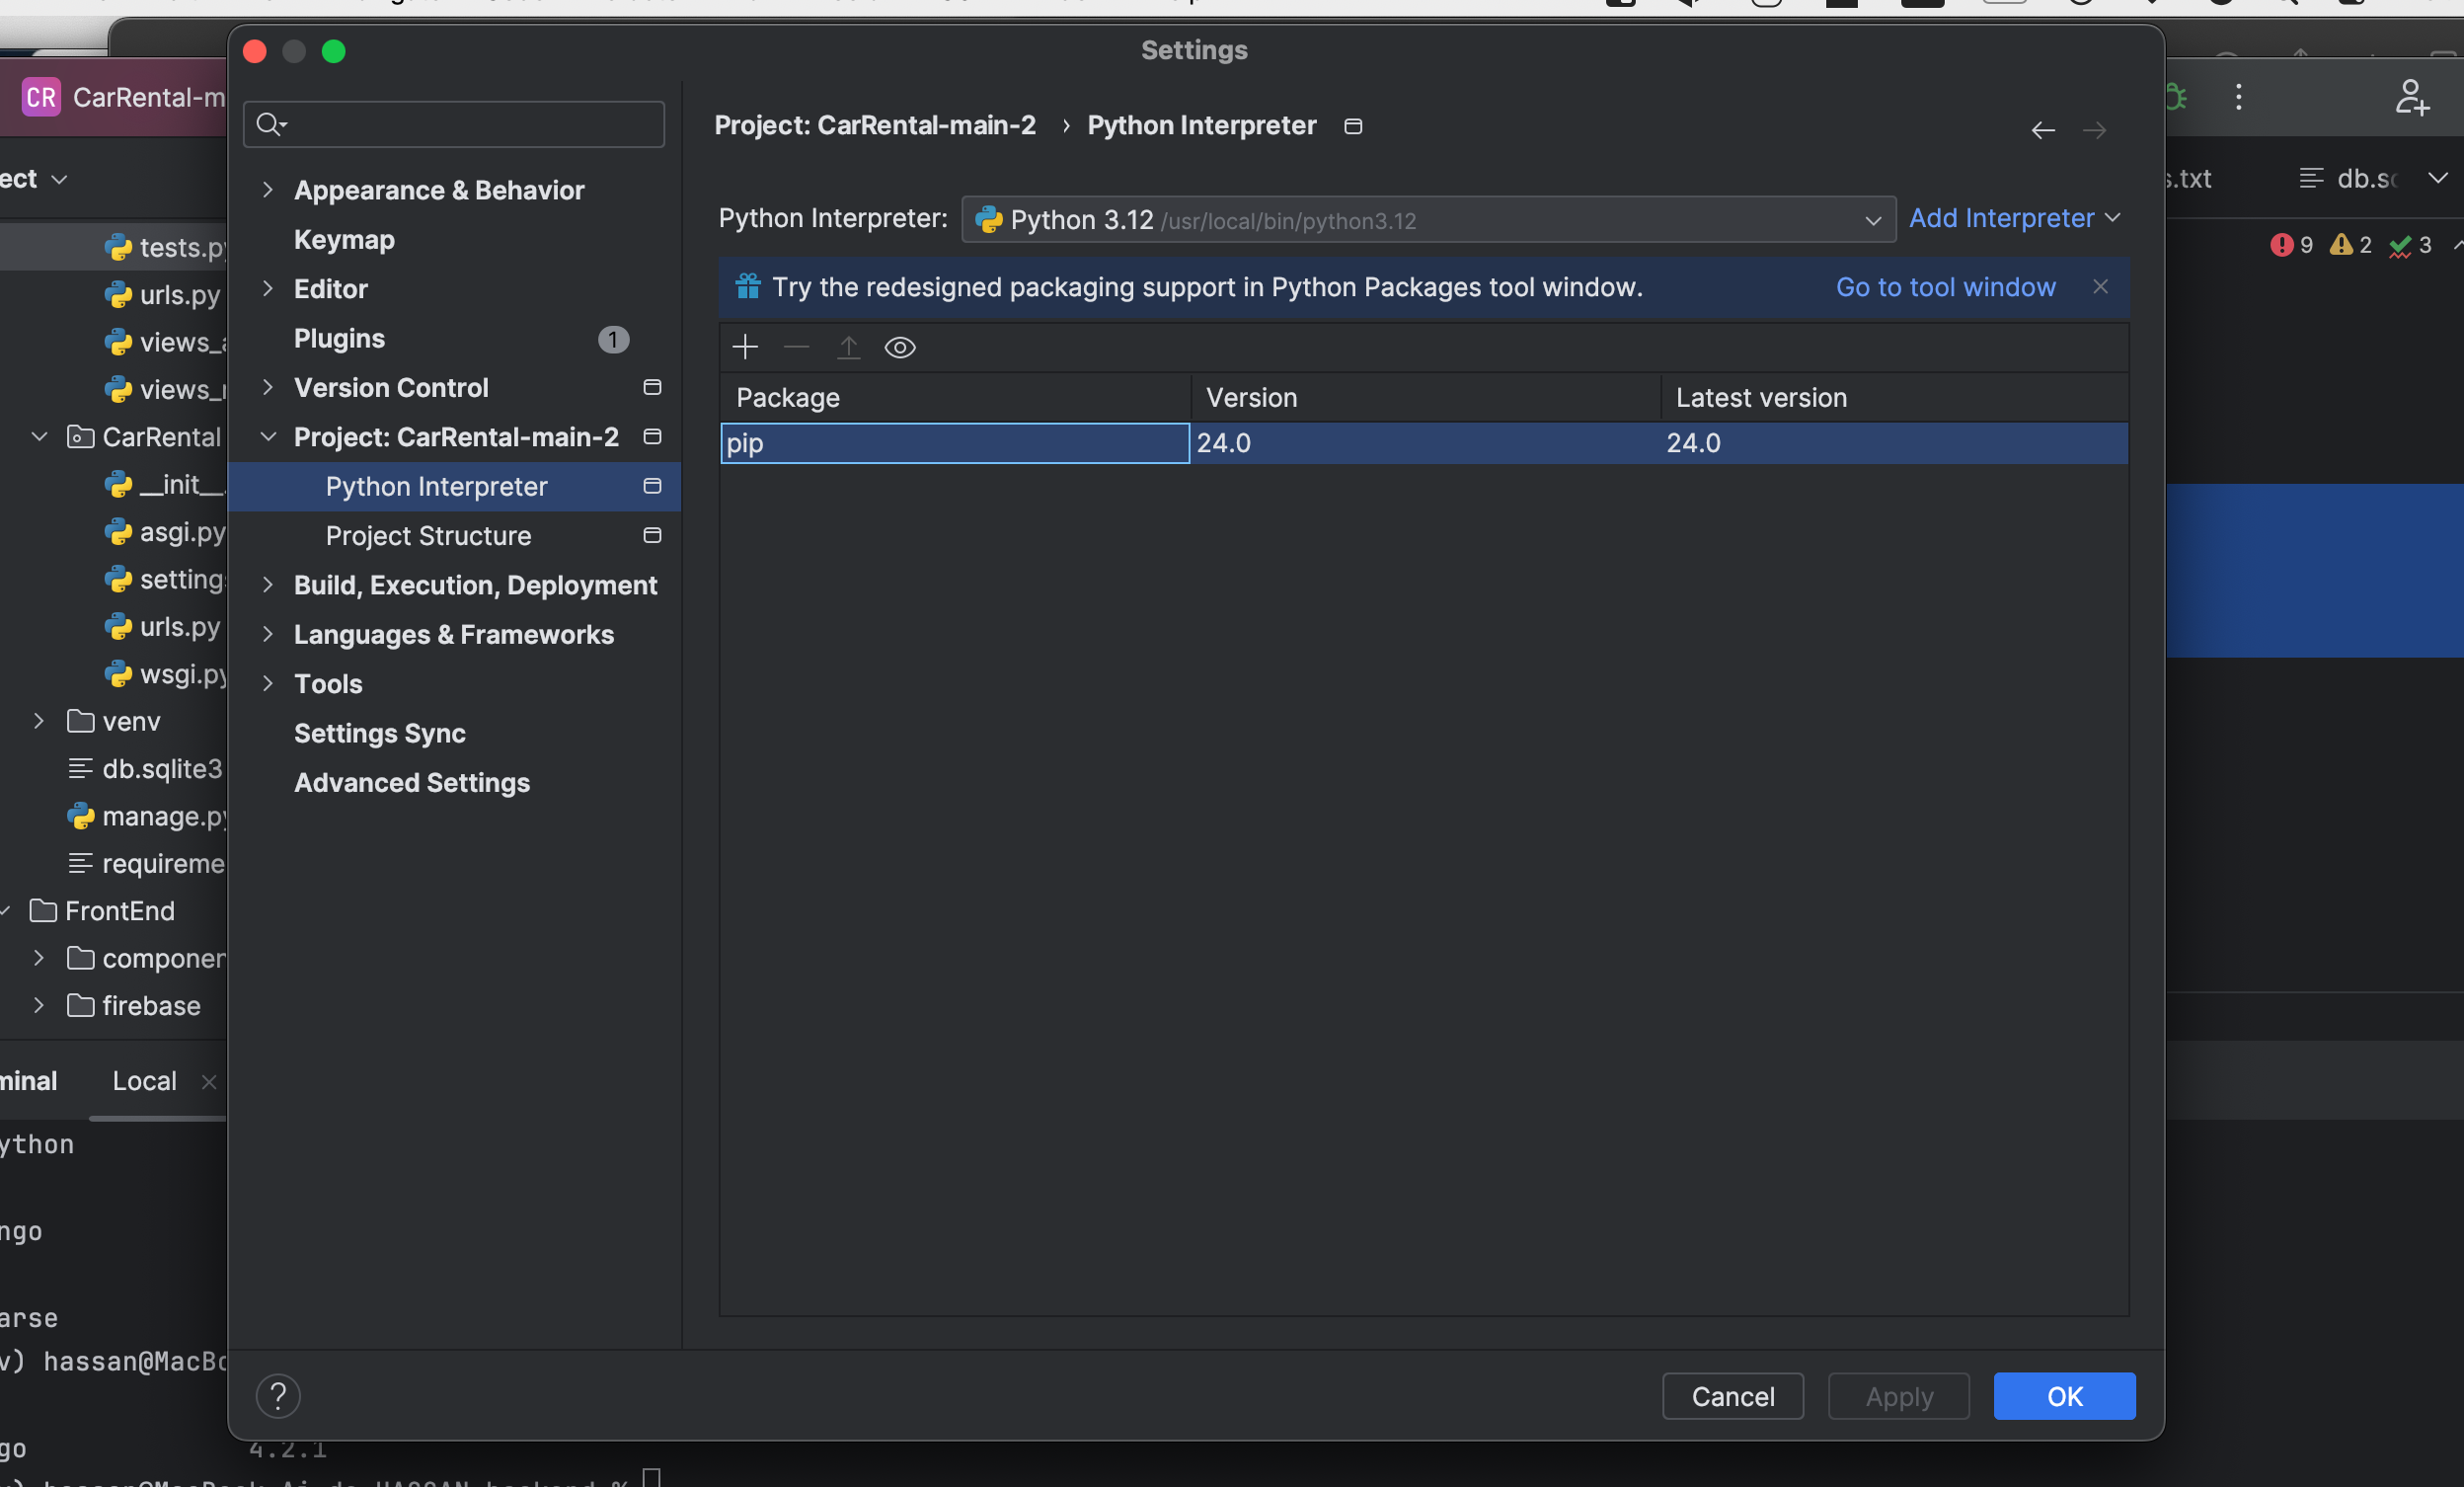 Settings
CR CarRental-m
ect
tests.py
urls.py
views_
views_
CarRental
__init__.
asgi.py
setting
urls.py
wsgi.py
venv
db.sqlite3
manage.py
requireme
FrontEnd
componen
firebase
Appearance & Behavior
Keymap
Editor
Plugins 1
Version Control
Project: CarRental-main-2
Python Interpreter
Project Structure
Build, Execution, Deployment
Languages & Frameworks
Tools
Settings Sync
Advanced Settings
Project: CarRental-main-2 › Python Interpreter
Python Interpreter: Python 3.12 /usr/local/bin/python3.12 Add Interpreter
Try the redesigned packaging support in Python Packages tool window. Go to tool window
Package Version Latest version
pip 24.0 24.0
s.txt db.sq
9 2 3
minal Local
ython
ngo
arse
v) hassan@MacBo
go 4.2.1
? Cancel Apply OK